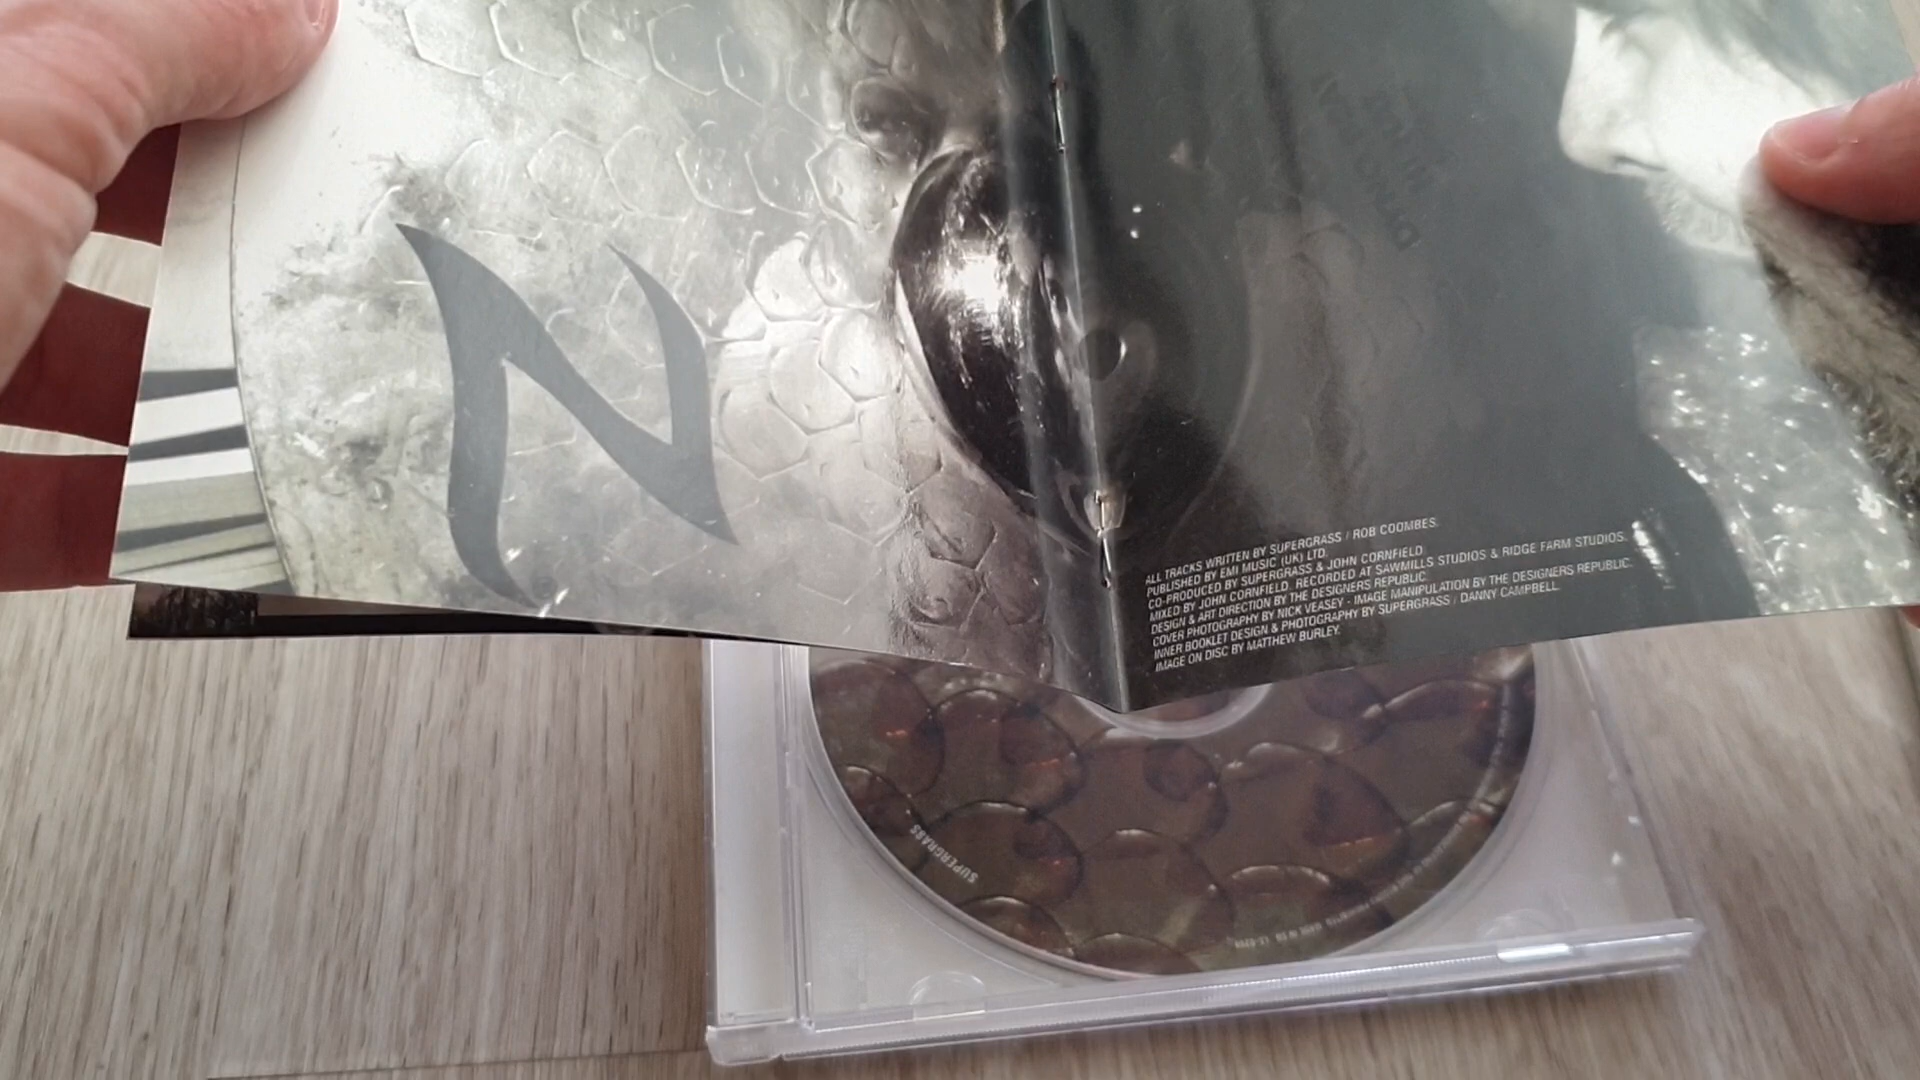 N
ALL TRACKS WRITTEN BY SUPERGRASS / ROB COOMBES.
PUBLISHED BY EMI MUSIC (UK) LTD.
CO-PRODUCED BY SUPERGRASS & JOHN CORNFIELD
MIXED BY JOHN CORNFIELD. RECORDED AT SAWMILLS STUDIOS & RIDGE FARM STUDIOS.
DESIGN & ART DIRECTION BY THE DESIGNERS REPUBLIC.
COVER PHOTOGRAPHY BY NICK VEASEY - IMAGE MANIPULATION BY THE DESIGNERS REPUBLIC.
INNER BOOKLET DESIGN & PHOTOGRAPHY BY SUPERGRASS / DANNY CAMPBELL.
IMAGE ON DISC BY MATTHEW BURLEY.
SUPERGRASS -